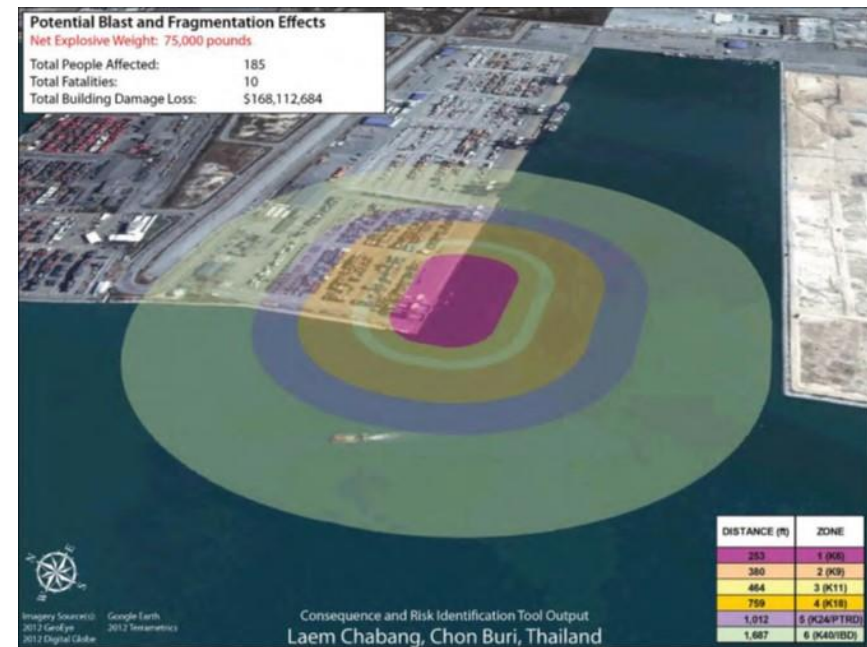 Potential Blast and Fragmentation Effects
Net Explosive Weight: 75,000 pounds
Total People Affected: 185
Total Fatalities: 10
Total Building Damage Loss: $168,112,684
N
E
S
W
Imagery Source(s): Google Earth
2012 GeoEye 2012 Terrametrics
2012 Digital Globe
Consequence and Risk Identification Tool Output
Laem Chabang, Chon Buri, Thailand
DISTANCE (ft) ZONE
253 1 (K6)
380 2 (K9)
464 3 (K11)
759 4 (K18)
1,012 5 (K24/PTRD)
1,687 6 (K40/IBD)